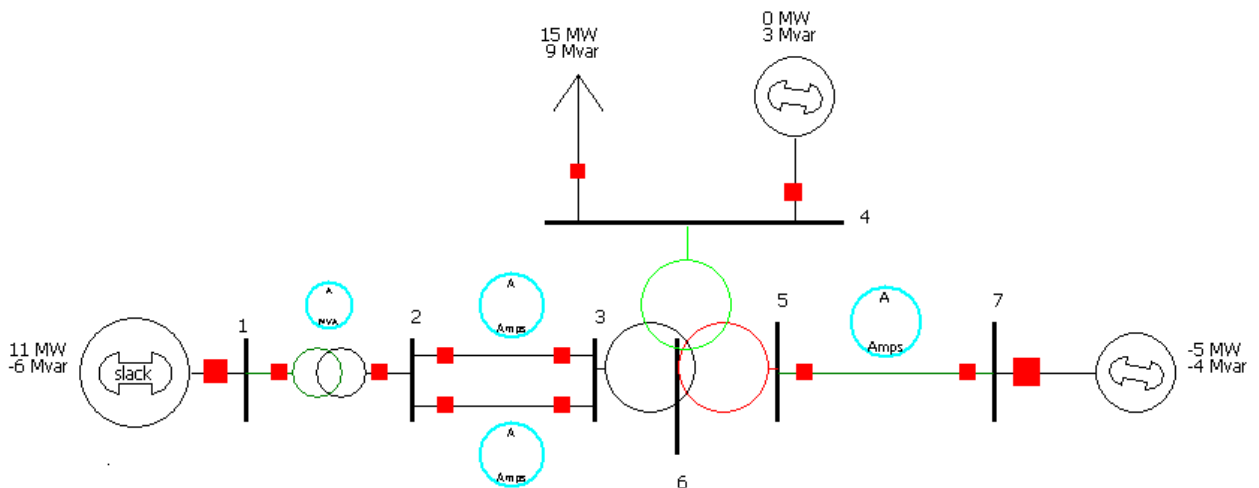 15 MW
9 Mvar
0 MW
3 Mvar
4
A
MVA
A
Amps
A
Amps
1
2
3
5
7
11 MW
-6 Mvar
slack
-5 MW
-4 Mvar
A
Amps
6